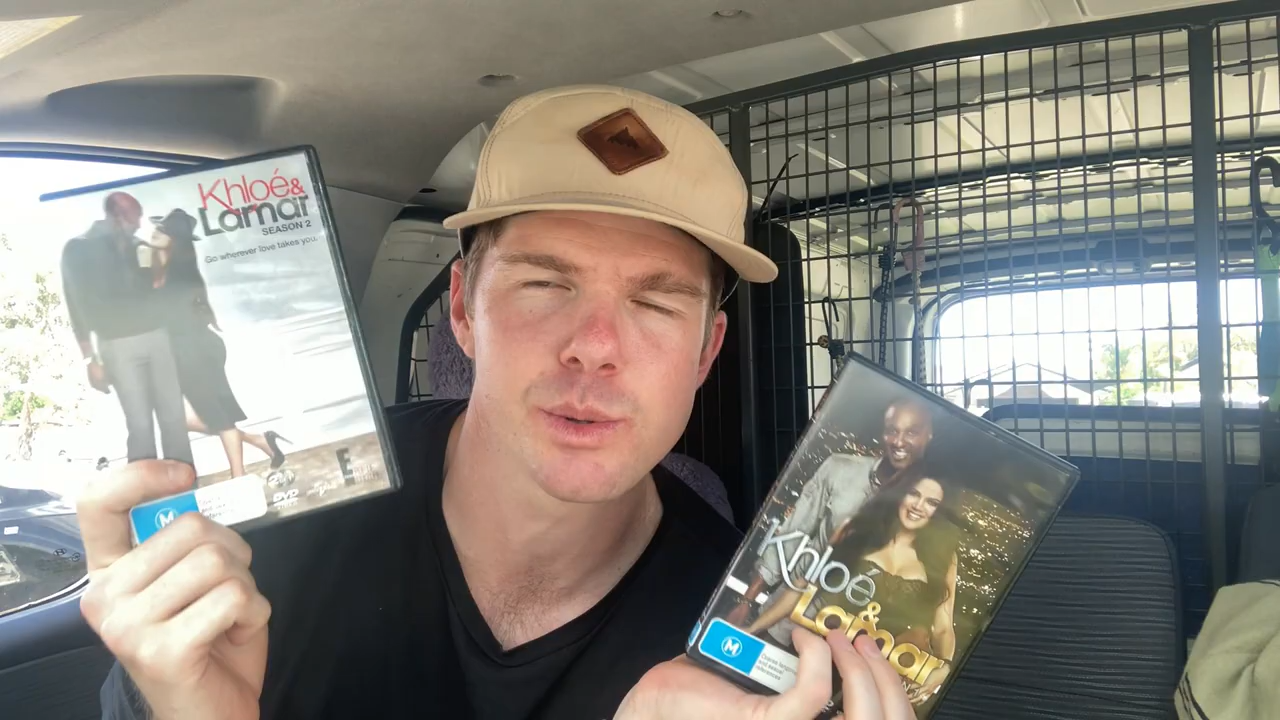 Khloé&
Lamar
SEASON 2
Go wherever love takes you.
E
DVD
M
Khloé
&
Lamar
M